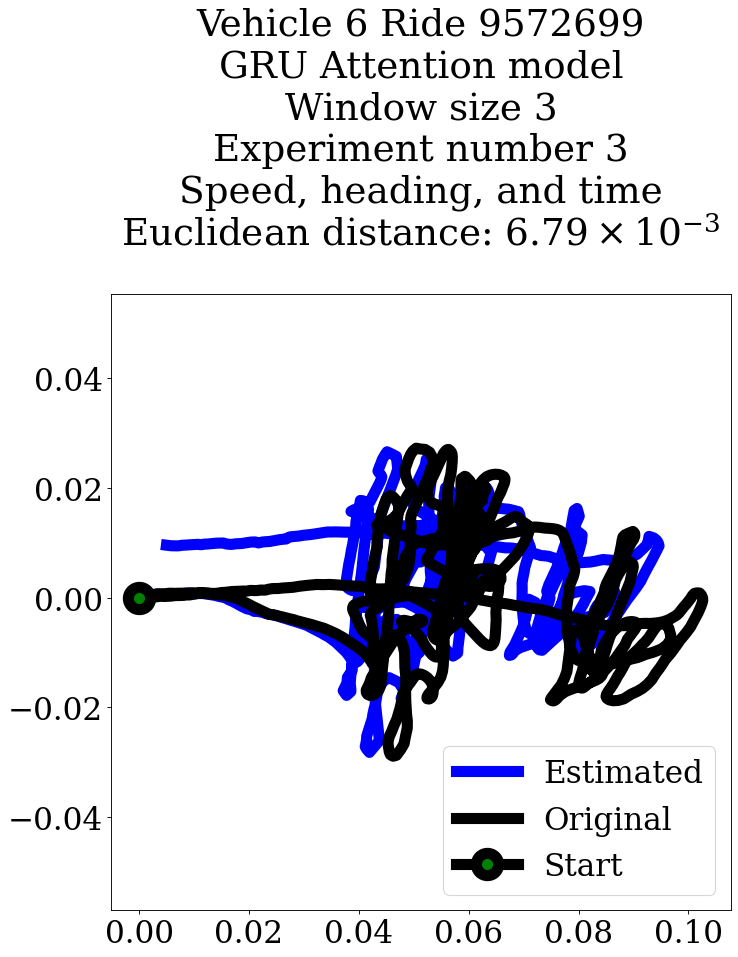 Vehicle 6 Ride 9572699
GRU Attention model
Window size 3
Experiment number 3
Speed, heading, and time
Euclidean distance: 6.79 × 10⁻³
0.04
0.02
0.00
−0.02
−0.04
Estimated
Original
Start
0.00 0.02 0.04 0.06 0.08 0.10